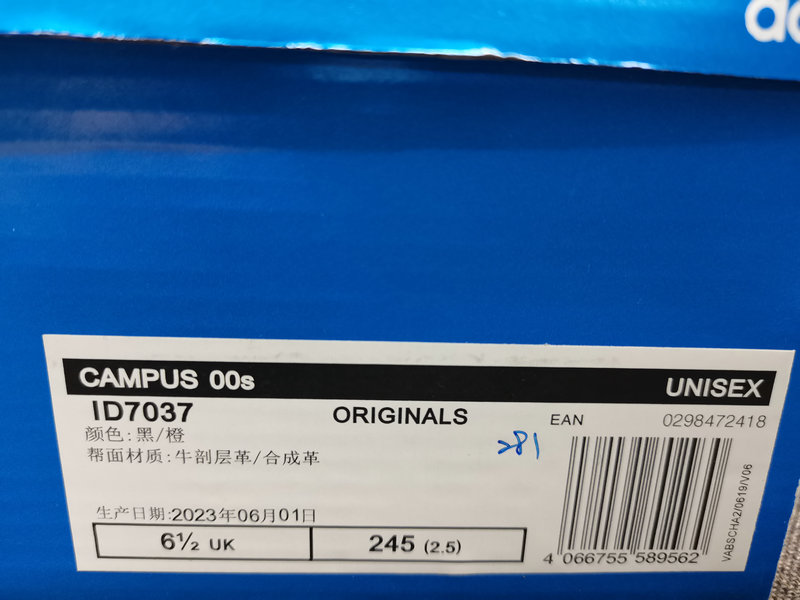 CAMPUS 00s UNISEX
ID7037 ORIGINALS EAN 0298472418
颜色:黑/橙
帮面材质:牛剖层革/合成革
281
生产日期:2023年06月01日
6½ UK 245 (2.5)
4 066755 589562
VABSCHA2/0619/V06